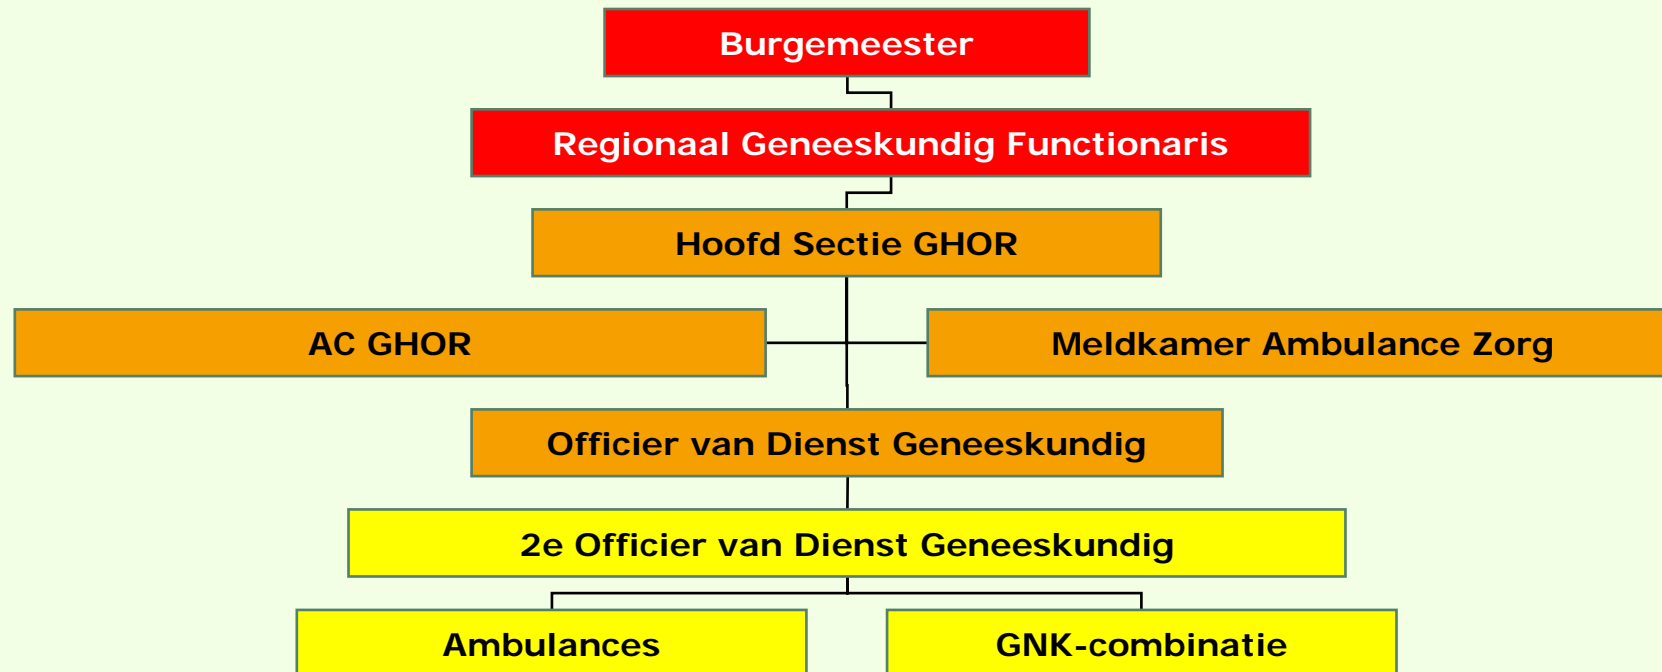 Burgemeester
Regionaal Geneeskundig Functionaris
Hoofd Sectie GHOR
AC GHOR
Meldkamer Ambulance Zorg
Officier van Dienst Geneeskundig
2e Officier van Dienst Geneeskundig
Ambulances
GNK-combinatie